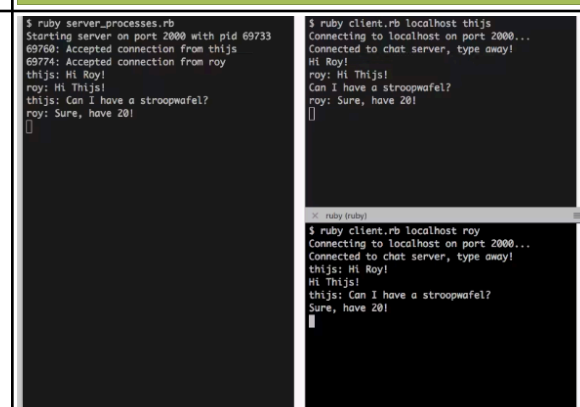 $ ruby server_processes.rb
Starting server on port 2000 with pid 69733
69760: Accepted connection from thijs
69774: Accepted connection from roy
thijs: Hi Roy!
roy: Hi Thijs!
thijs: Can I have a stroopwafel?
roy: Sure, have 20!
$ ruby client.rb localhost thijs
Connecting to localhost on port 2000...
Connected to chat server, type away!
Hi Roy!
roy: Hi Thijs!
Can I have a stroopwafel?
roy: Sure, have 20!
× ruby (ruby)
$ ruby client.rb localhost roy
Connecting to localhost on port 2000...
Connected to chat server, type away!
thijs: Hi Roy!
Hi Thijs!
thijs: Can I have a stroopwafel?
Sure, have 20!